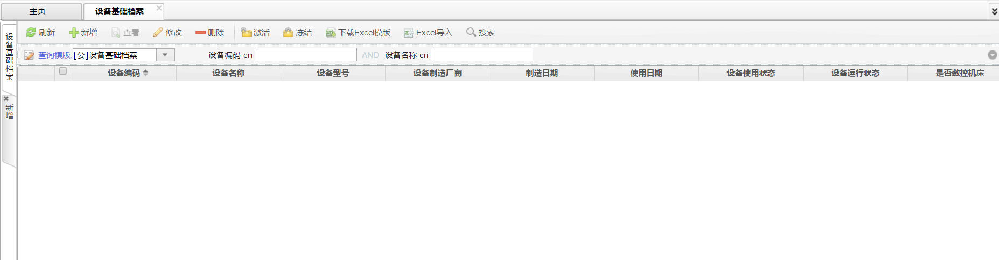 主页 设备基础档案
设备基础档案
新增
刷新 新增 查看 修改 删除 激活 冻结 下载Excel模版 Excel导入 搜索
查询模版: [公]设备基础档案 设备编码 cn AND 设备名称 cn
设备编码 设备名称 设备型号 设备制造厂商 制造日期 使用日期 设备使用状态 设备运行状态 是否数控机床